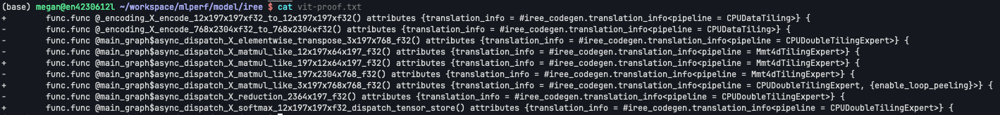 (base) megan@en4230612l ~/workspace/mlperf/model/iree $ cat vit-proof.txt
+ func.func @_encoding_X_encode_12x197x197xf32_to_12x197x197xf32() attributes {translation_info = #iree_codegen.translation_info<pipeline = CPUDataTiling>} {
- func.func @_encoding_X_encode_768x2304xf32_to_768x2304xf32() attributes {translation_info = #iree_codegen.translation_info<pipeline = CPUDataTiling>} {
- func.func @main_graph$async_dispatch_X_elementwise_transpose_3x197x768_f32() attributes {translation_info = #iree_codegen.translation_info<pipeline = CPUDoubleTilingExpert>} {
- func.func @main_graph$async_dispatch_X_matmul_like_12x197x64x197_f32() attributes {translation_info = #iree_codegen.translation_info<pipeline = Mmt4dTilingExpert>} {
+ func.func @main_graph$async_dispatch_X_matmul_like_197x12x64x197_f32() attributes {translation_info = #iree_codegen.translation_info<pipeline = Mmt4dTilingExpert>} {
- func.func @main_graph$async_dispatch_X_matmul_like_197x2304x768_f32() attributes {translation_info = #iree_codegen.translation_info<pipeline = Mmt4dTilingExpert>} {
+ func.func @main_graph$async_dispatch_X_matmul_like_3x197x768x768_f32() attributes {translation_info = #iree_codegen.translation_info<pipeline = CPUDoubleTilingExpert, {enable_loop_peeling}>} {
- func.func @main_graph$async_dispatch_X_reduction_2364x197_f32() attributes {translation_info = #iree_codegen.translation_info<pipeline = CPUDoubleTilingExpert>} {
+ func.func @main_graph$async_dispatch_X_softmax_12x197x197xf32_dispatch_tensor_store() attributes {translation_info = #iree_codegen.translation_info<pipeline = CPUDoubleTilingExpert>} {